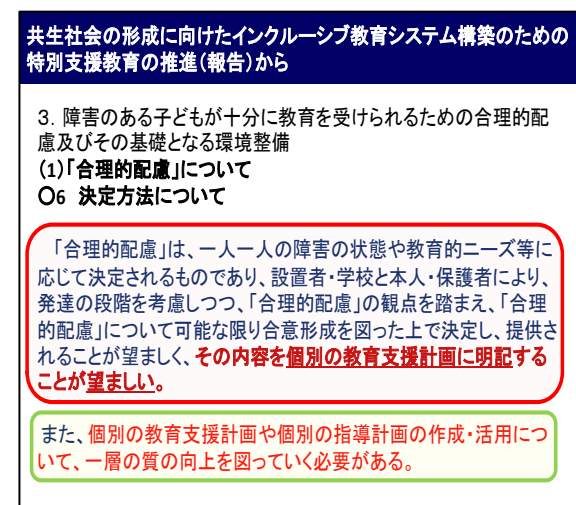 共生社会の形成に向けたインクルーシブ教育システム構築のための
特別支援教育の推進(報告)から
３．障害のある子どもが十分に教育を受けられるための合理的配
慮及びその基礎となる環境整備
(1)「合理的配慮」について
〇6 決定方法について
「合理的配慮」は、一人一人の障害の状態や教育的ニーズ等に
応じて決定されるものであり、設置者・学校と本人・保護者により、
発達の段階を考慮しつつ、「合理的配慮」の観点を踏まえ、「合理
的配慮」について可能な限り合意形成を図った上で決定し、提供さ
れることが望ましく、その内容を個別の教育支援計画に明記する
ことが望ましい。
また、個別の教育支援計画や個別の指導計画の作成・活用につ
いて、一層の質の向上を図っていく必要がある。